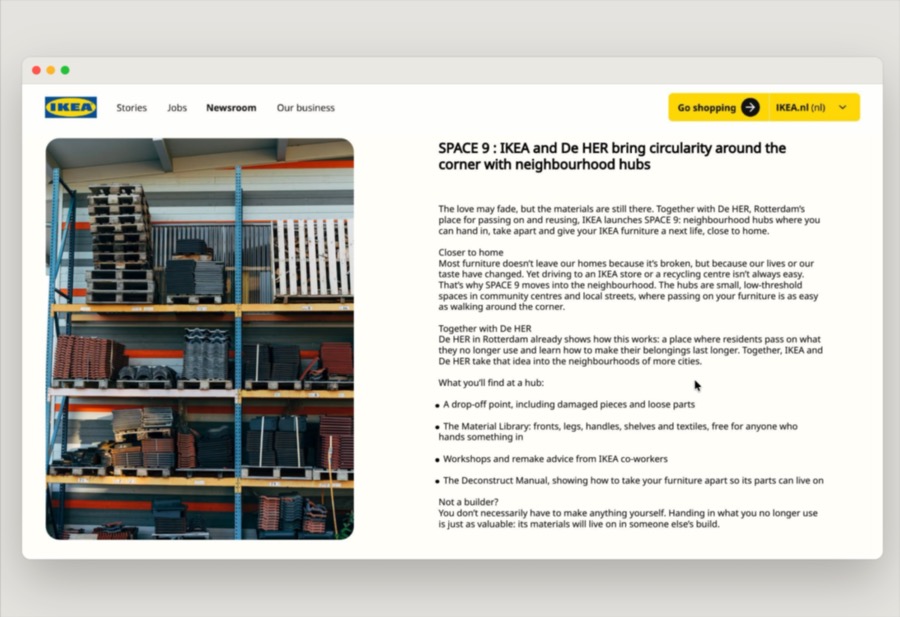 IKEA
Stories
Jobs
Newsroom
Our business
Go shopping
IKEA.nl (nl)
SPACE 9 : IKEA and De HER bring circularity around the
corner with neighbourhood hubs
The love may fade, but the materials are still there. Together with De HER, Rotterdam's
place for passing on and reusing, IKEA launches SPACE 9: neighbourhood hubs where you
can hand in, take apart and give your IKEA furniture a next life, close to home.
Closer to home
Most furniture doesn't leave our homes because it's broken, but because our lives or our
taste have changed. Yet driving to an IKEA store or a recycling centre isn't always easy.
That's why SPACE 9 moves into the neighbourhood. The hubs are small, low-threshold
spaces in community centres and local streets, where passing on your furniture is as easy
as walking around the corner.
Together with De HER
De HER in Rotterdam already shows how this works: a place where residents pass on what
they no longer use and learn how to make their belongings last longer. Together, IKEA and
De HER take that idea into the neighbourhoods of more cities.
What you'll find at a hub:
• A drop-off point, including damaged pieces and loose parts
• The Material Library: fronts, legs, handles, shelves and textiles, free for anyone who
hands something in
• Workshops and remake advice from IKEA co-workers
• The Deconstruct Manual, showing how to take your furniture apart so its parts can live on
Not a builder?
You don't necessarily have to make anything yourself. Handing in what you no longer use
is just as valuable: its materials will live on in someone else's build.